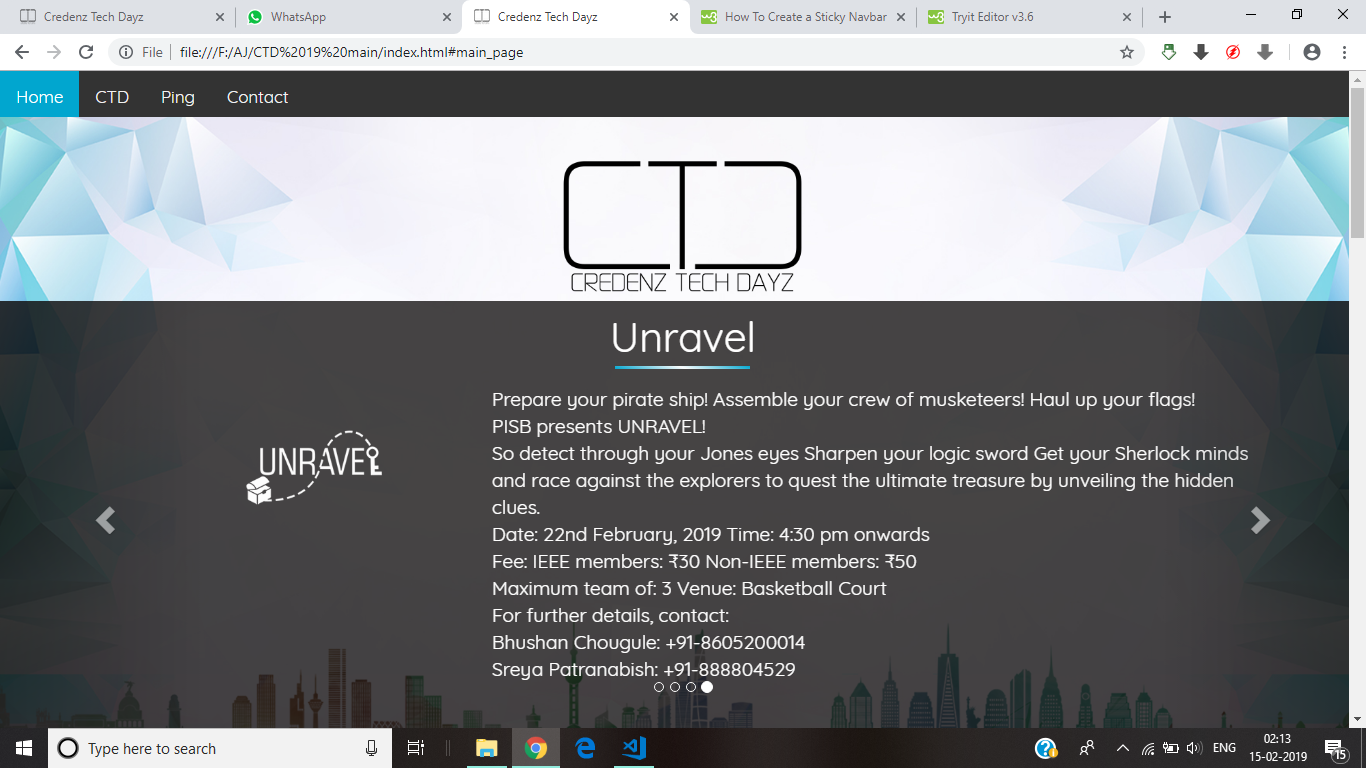 Credenz Tech Dayz
WhatsApp
Credenz Tech Dayz
How To Create a Sticky Navbar
Tryit Editor v3.6
File
file:///F:/AJ/CTD%2019%20main/index.html#main_page
Home CTD Ping Contact
CTD
CREDENZ TECH DAYZ
Unravel
UNRAVEL
Prepare your pirate ship! Assemble your crew of musketeers! Haul up your flags!
PISB presents UNRAVEL!
So detect through your Jones eyes Sharpen your logic sword Get your Sherlock minds
and race against the explorers to quest the ultimate treasure by unveiling the hidden
clues.
Date: 22nd February, 2019 Time: 4:30 pm onwards
Fee: IEEE members: ₹30 Non-IEEE members: ₹50
Maximum team of: 3 Venue: Basketball Court
For further details, contact:
Bhushan Chougule: +91-8605200014
Sreya Patranabish: +91-888804529
Type here to search
ENG
02:13
15-02-2019
15